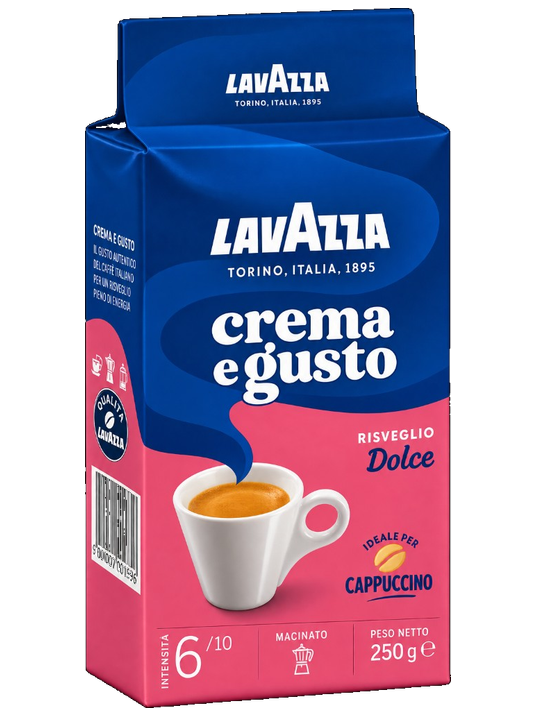 LAVAZZA
TORINO, ITALIA, 1895
LAVAZZA
TORINO, ITALIA, 1895
crema
e gusto
RISVEGLIO
Dolce
IDEALE PER
CAPPUCCINO
INTENSITÀ
6/10
MACINATO
PESO NETTO
250 g e
CREMA E GUSTO
IL GUSTO AUTENTICO
DEL CAFFÈ ITALIANO
PER UN RISVEGLIO
PIENO DI ENERGIA
QUALITÀ
LAVAZZA